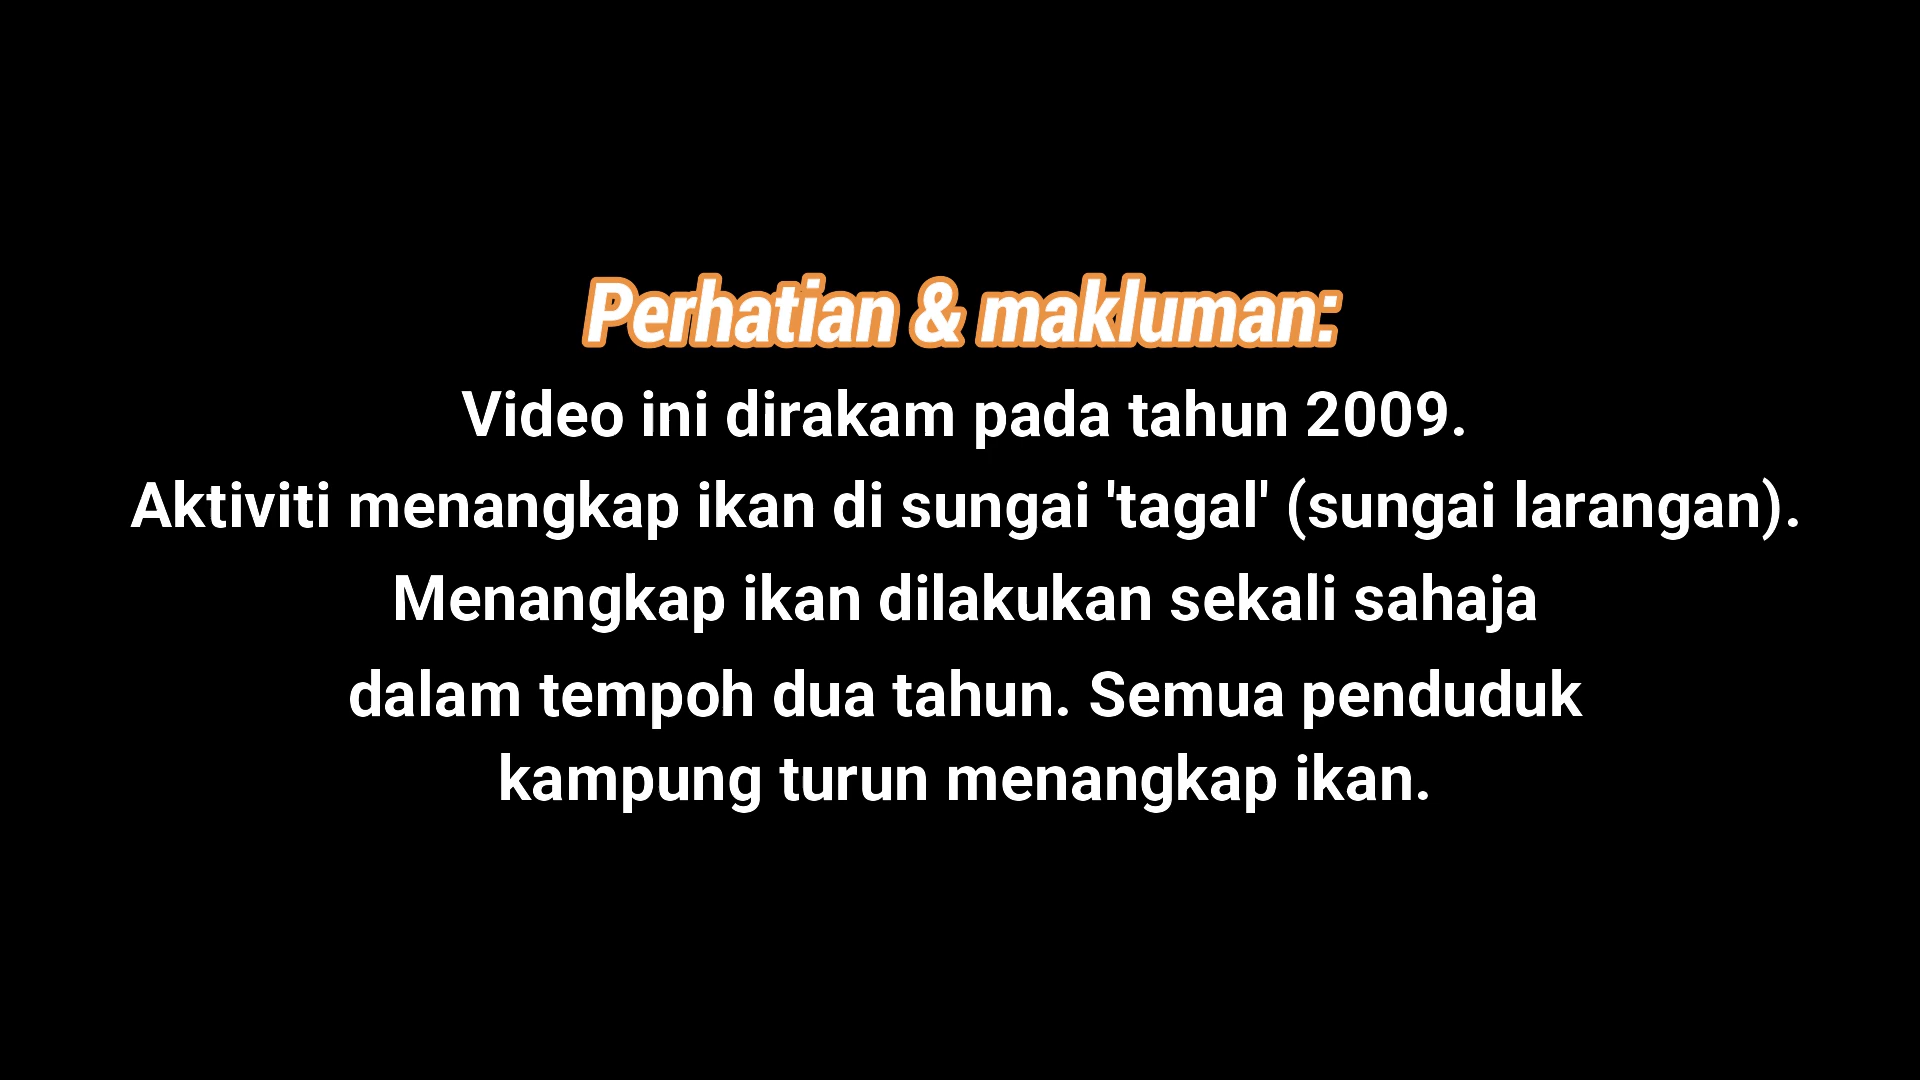 Perhatian & makluman:
Video ini dirakam pada tahun 2009.
Aktiviti menangkap ikan di sungai 'tagal' (sungai larangan).
Menangkap ikan dilakukan sekali sahaja
dalam tempoh dua tahun. Semua penduduk
kampung turun menangkap ikan.